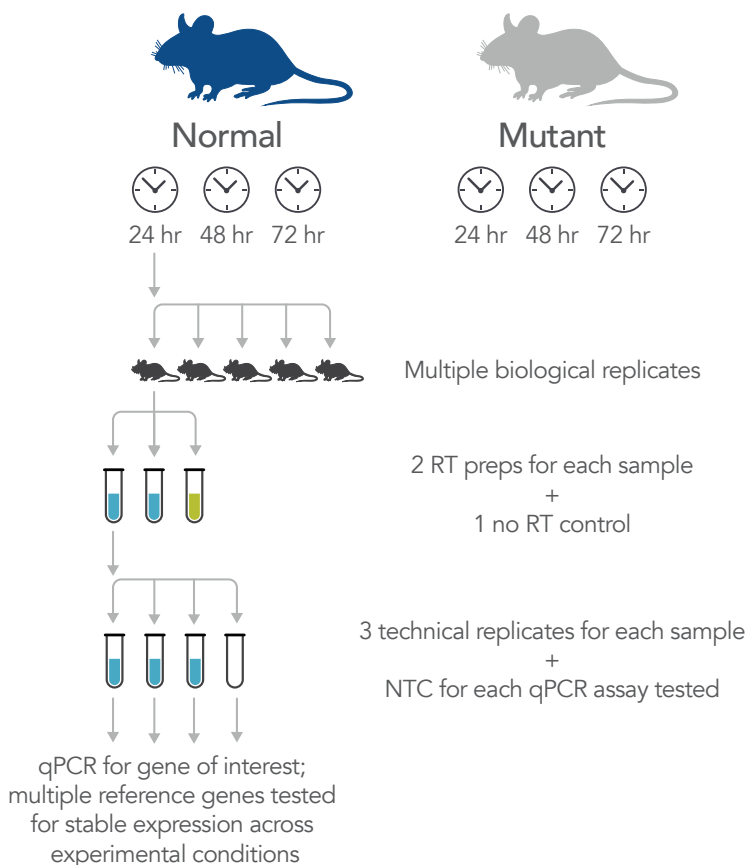 Normal
Mutant
24 hr 48 hr 72 hr
24 hr 48 hr 72 hr
Multiple biological replicates
2 RT preps for each sample
+
1 no RT control
3 technical replicates for each sample
+
NTC for each qPCR assay tested
qPCR for gene of interest;
multiple reference genes tested
for stable expression across
experimental conditions